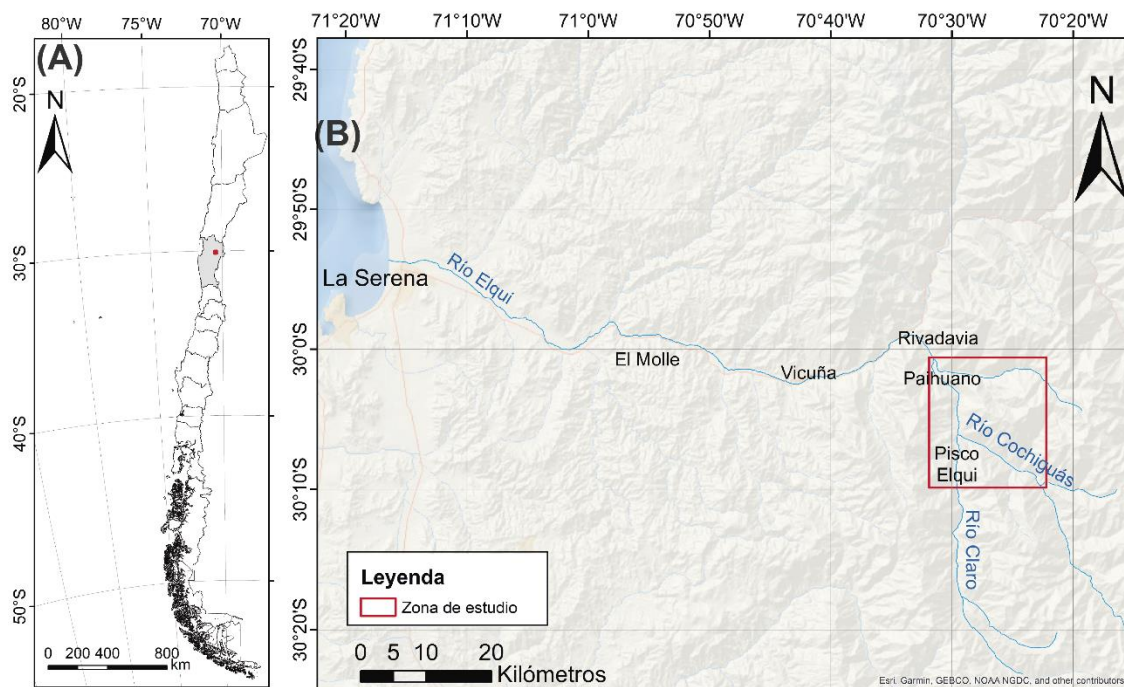 80°W 75°W 70°W
(A)
N
20°S
30°S
40°S
50°S
0 200 400 800
km
71°20'W 71°10'W 71°0'W 70°50'W 70°40'W 70°30'W 70°20'W
(B)
N
29°40'S
29°50'S
30°0'S
30°10'S
30°20'S
La Serena
Río Elqui
El Molle
Vicuña
Rivadavia
Paihuano
Río Cochiguás
Pisco
Elqui
Río Claro
Leyenda
Zona de estudio
0 5 10 20
Kilómetros
Esri, Garmin, GEBCO, NOAA NGDC, and other contributors